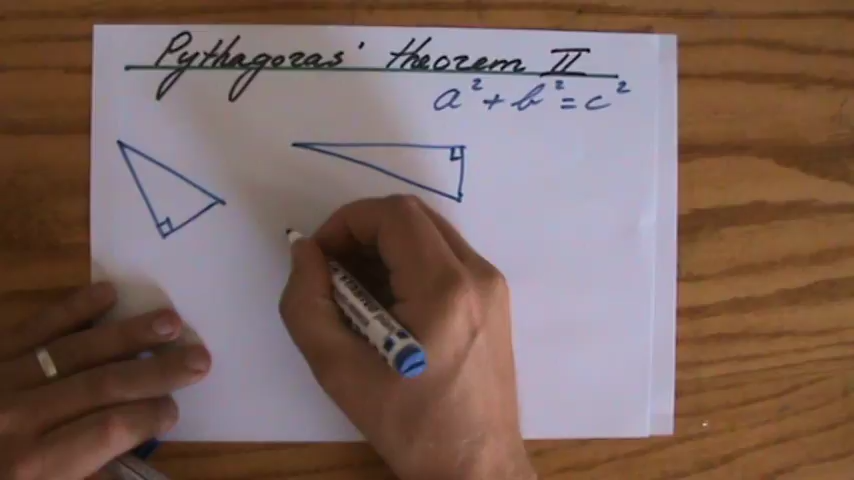 Pythagoras' theorem II
a² + b² = c²